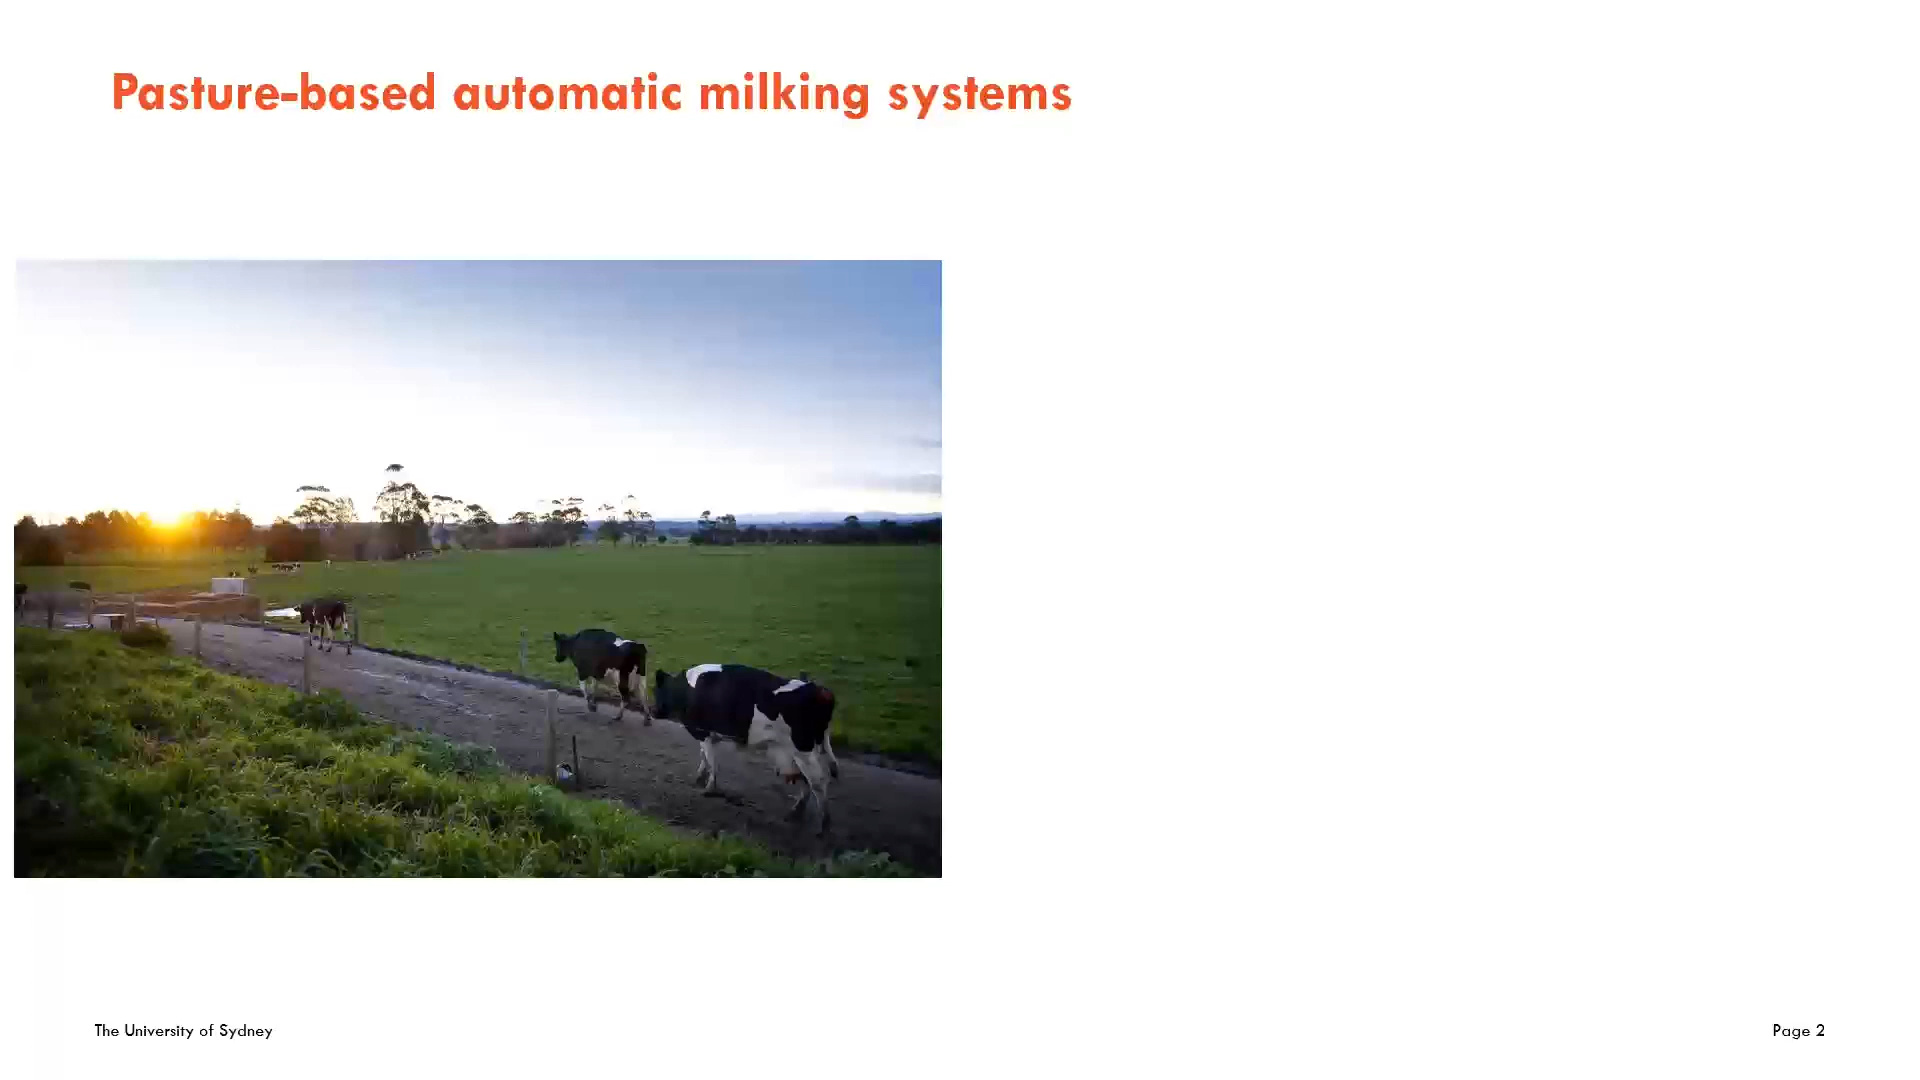 Pasture-based automatic milking systems
The University of Sydney
Page 2